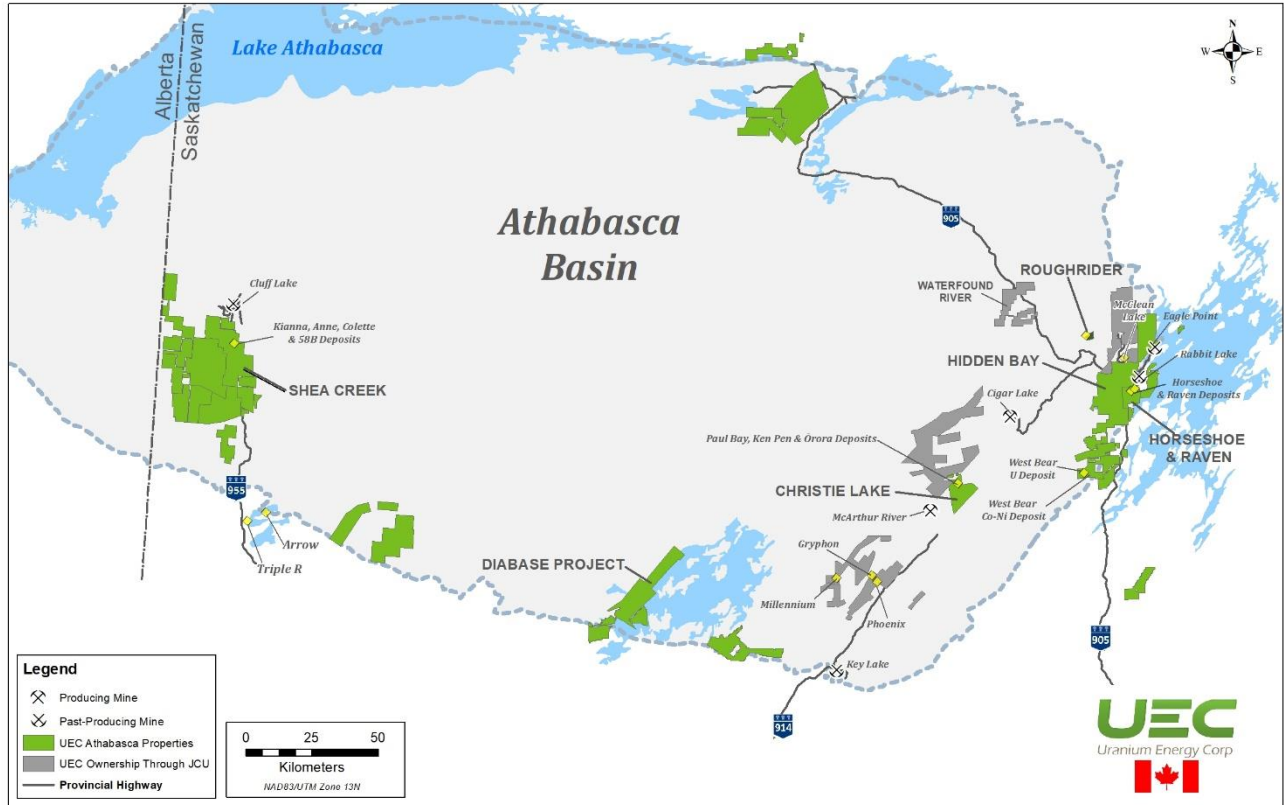 Lake Athabasca
Alberta
Saskatchewan
N
W
E
S
Athabasca
Basin
905
ROUGHRIDER
WATERFOUND
RIVER
McClean
Lake
Eagle Point
Cluff Lake
Kianna, Anne, Colette
& 58B Deposits
SHEA CREEK
HIDDEN BAY
Rabbit Lake
Horseshoe
& Raven Deposits
Cigar Lake
HORSESHOE
& RAVEN
Paul Bay, Ken Pen & Ōrora Deposits
West Bear
U Deposit
CHRISTIE LAKE
West Bear
Co-Ni Deposit
McArthur River
955
Arrow
Triple R
DIABASE PROJECT
Gryphon
Millennium
Phoenix
905
Key Lake
914
Legend
Producing Mine
Past-Producing Mine
UEC Athabasca Properties
UEC Ownership Through JCU
Provincial Highway
0 25 50
Kilometers
NAD83/UTM Zone 13N
UEC
Uranium Energy Corp